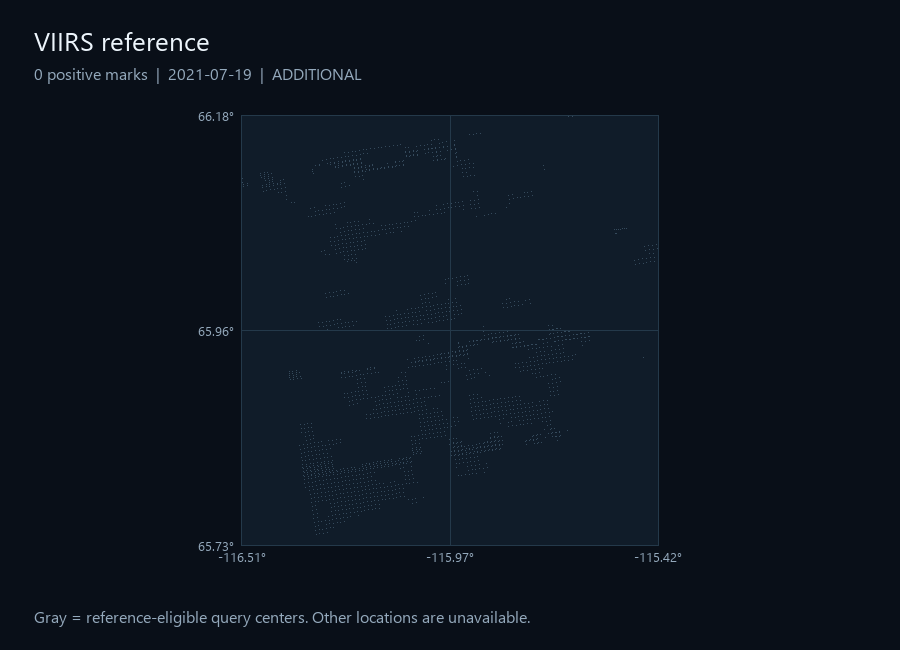 VIIRS reference
0 positive marks | 2021-07-19 | ADDITIONAL
66.18°
65.96°
65.73°
-116.51°
-115.97°
-115.42°
Gray = reference-eligible query centers. Other locations are unavailable.